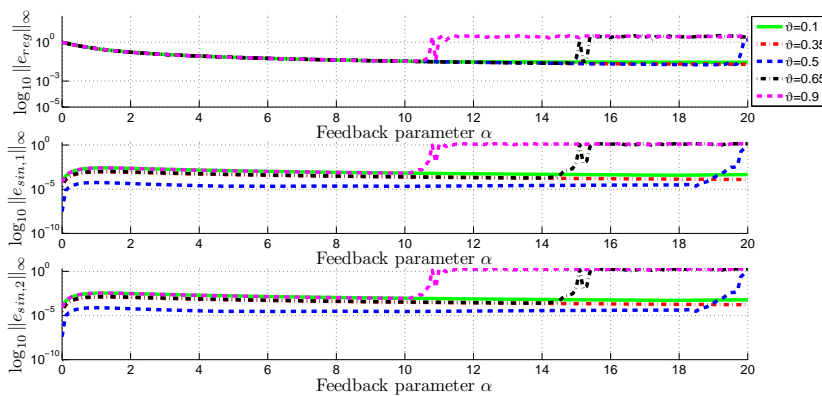 10^0
10^-3
10^-5
log10 ||e_reg||∞
0 2 4 6 8 10 12 14 16 18 20
Feedback parameter α
ϑ=0.1
ϑ=0.35
ϑ=0.5
ϑ=0.65
ϑ=0.9
10^0
10^-5
10^-10
log10 ||e_sin,1||∞
0 2 4 6 8 10 12 14 16 18 20
Feedback parameter α
10^0
10^-5
10^-10
log10 ||e_sin,2||∞
0 2 4 6 8 10 12 14 16 18 20
Feedback parameter α